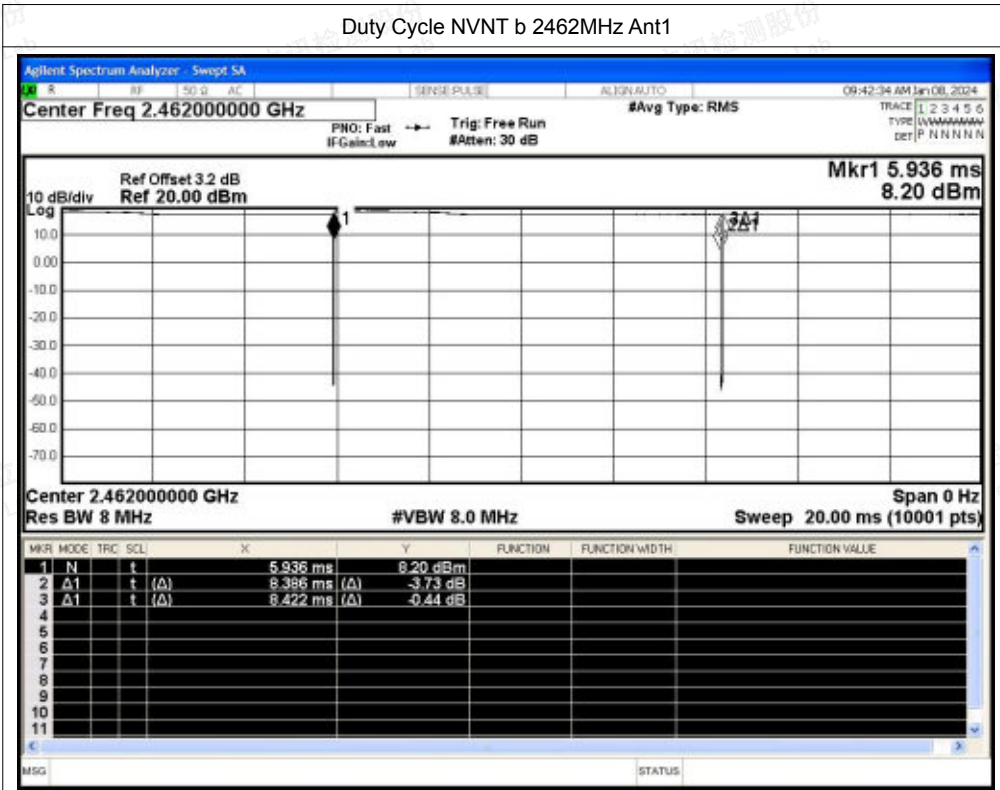 Duty Cycle NVNT b 2462MHz Ant1
Agilent Spectrum Analyzer - Swept SA
R RF 50 Ω AC SENSE:PULSE ALIGN AUTO 09:42:34 AM Jan 08, 2024
Center Freq 2.462000000 GHz
PNO: Fast
IFGain:Low
Trig: Free Run
#Atten: 30 dB
#Avg Type: RMS
TRACE 1 2 3 4 5 6
TYPE
DET P N N N N N
Mkr1 5.936 ms
8.20 dBm
Ref Offset 3.2 dB
10 dB/div Ref 20.00 dBm
Log
1
3Δ1
2Δ1
10.0
0.00
-10.0
-20.0
-30.0
-40.0
-50.0
-60.0
-70.0
Center 2.462000000 GHz Span 0 Hz
Res BW 8 MHz #VBW 8.0 MHz Sweep 20.00 ms (10001 pts)
MKR MODE TRC SCL X Y FUNCTION FUNCTION WIDTH FUNCTION VALUE
1 N t 5.936 ms 8.20 dBm
2 Δ1 t (Δ) 8.386 ms (Δ) -3.73 dB
3 Δ1 t (Δ) 8.422 ms (Δ) -0.44 dB
4
5
6
7
8
9
10
11
MSG STATUS